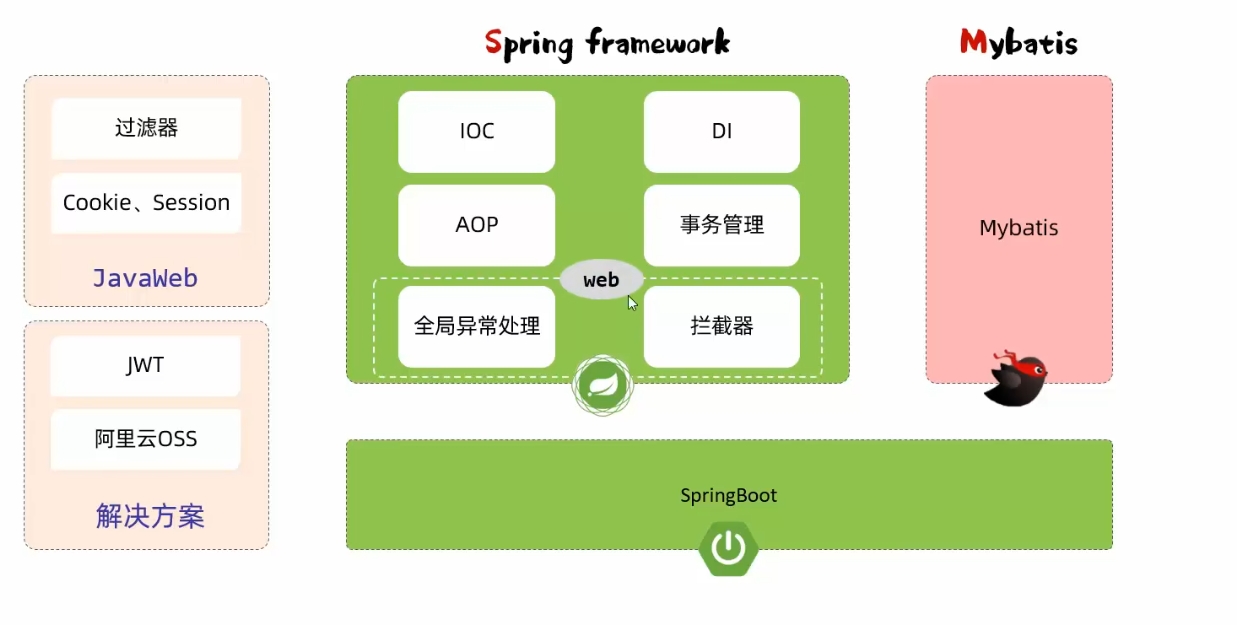 Spring framework
Mybatis
过滤器
Cookie、Session
JavaWeb
JWT
阿里云OSS
解决方案
IOC
DI
AOP
事务管理
web
全局异常处理
拦截器
Mybatis
SpringBoot